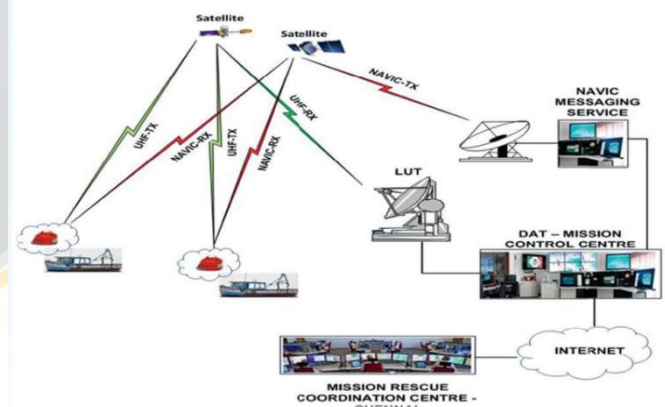 Satellite
Satellite
NAVIC-TX
UHF-RX
UHF-TX
NAVIC-RX
UHF-TX
NAVIC-RX
NAVIC
MESSAGING
SERVICE
LUT
DAT – MISSION
CONTROL CENTRE
INTERNET
MISSION RESCUE
COORDINATION CENTRE -